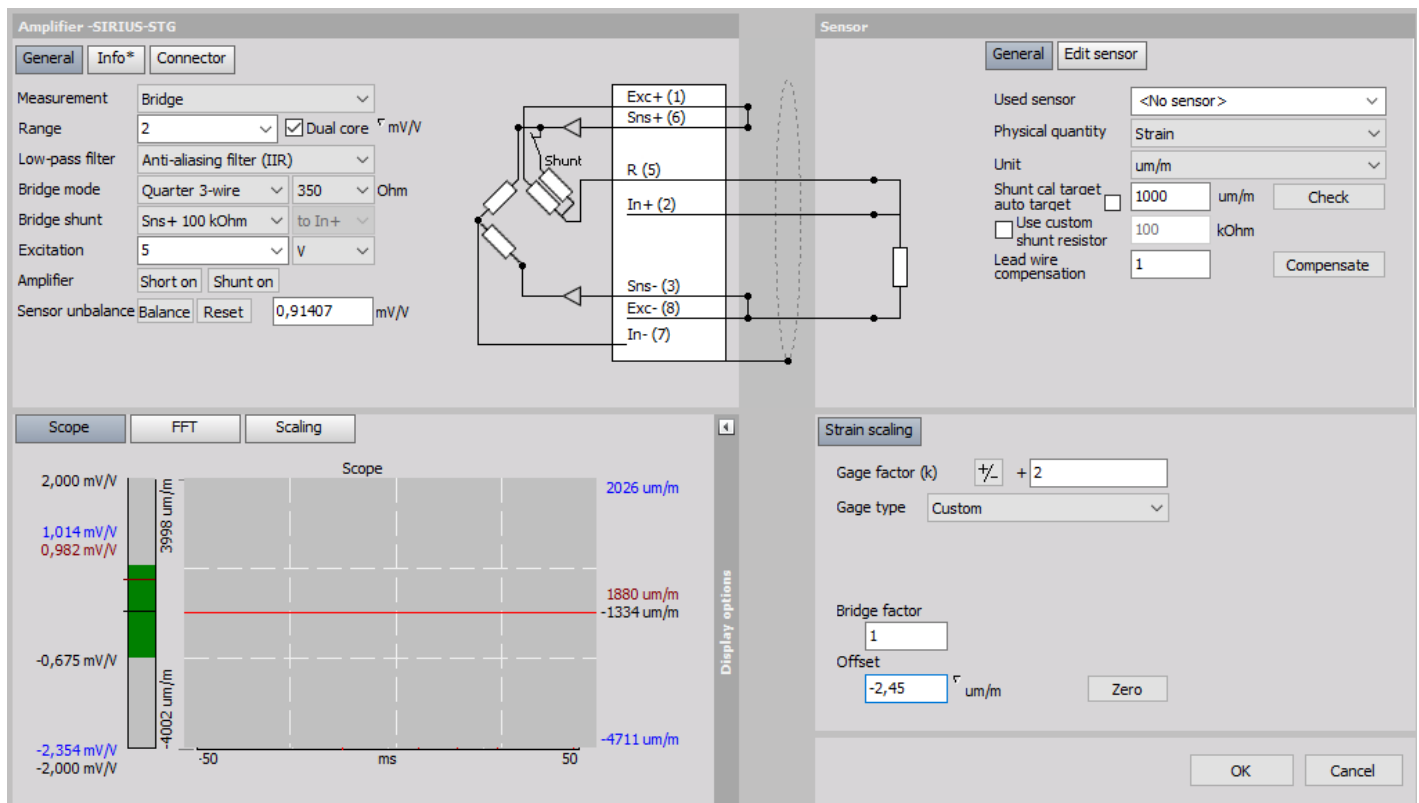 Amplifier -SIRIUS-STG
General Info* Connector
Measurement Bridge
Range 2 Dual core mV/V
Low-pass filter Anti-aliasing filter (IIR)
Bridge mode Quarter 3-wire 350 Ohm
Bridge shunt Sns+ 100 kOhm to In+
Excitation 5 V
Amplifier Short on Shunt on
Sensor unbalance Balance Reset 0,91407 mV/V
Exc+ (1)
Sns+ (6)
Shunt
R (5)
In+ (2)
Sns- (3)
Exc- (8)
In- (7)
Sensor
General Edit sensor
Used sensor <No sensor>
Physical quantity Strain
Unit um/m
Shunt cal target
auto target 1000 um/m Check
Use custom
shunt resistor 100 kOhm
Lead wire
compensation 1 Compensate
Scope FFT Scaling
Scope
2,000 mV/V
1,014 mV/V
0,982 mV/V
-0,675 mV/V
-2,354 mV/V
-2,000 mV/V
3998 um/m
-4002 um/m
2026 um/m
1880 um/m
-1334 um/m
-4711 um/m
-50 ms 50
Display options
Strain scaling
Gage factor (k) +/- + 2
Gage type Custom
Bridge factor
1
Offset
-2,45 um/m Zero
OK Cancel